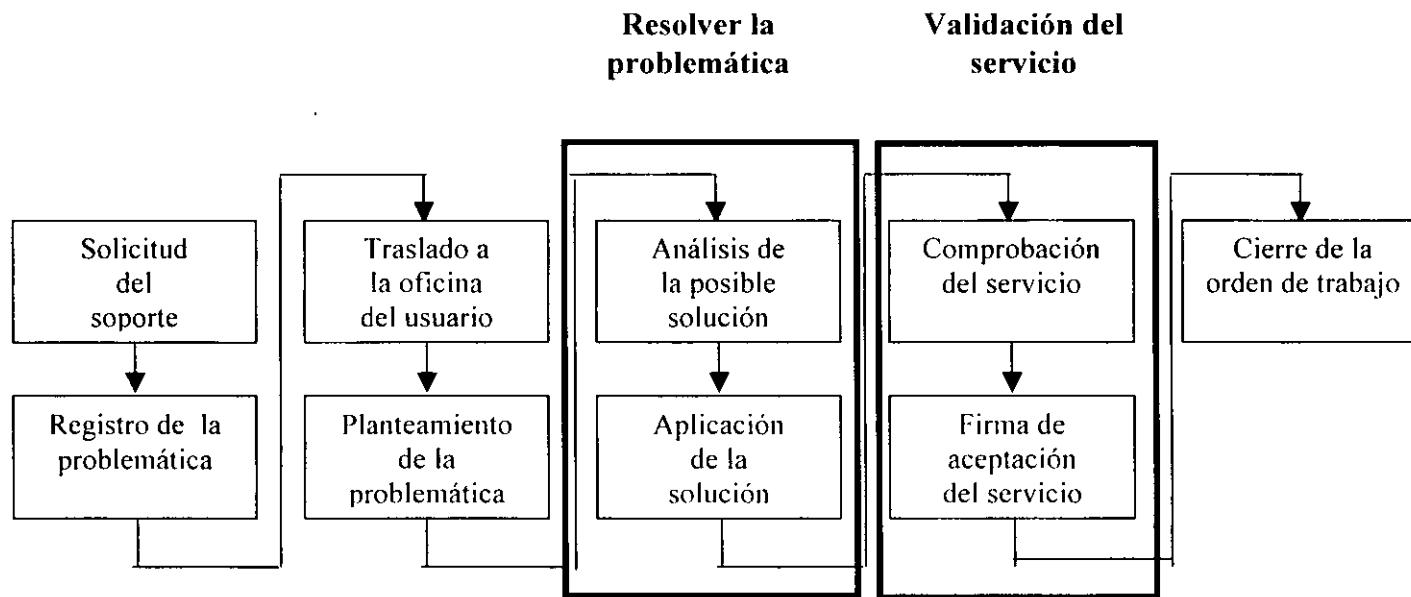 Resolver la
problemática
Validación del
servicio
Solicitud
del
soporte
Registro de la
problemática
Traslado a
la oficina
del usuario
Planteamiento
de la
problemática
Análisis de
la posible
solución
Aplicación
de la
solución
Comprobación
del servicio
Firma de
aceptación
del servicio
Cierre de la
orden de trabajo